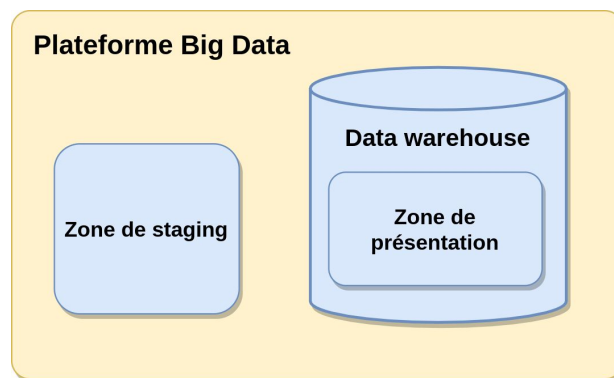 Plateforme Big Data
Data warehouse
Zone de staging
Zone de
présentation